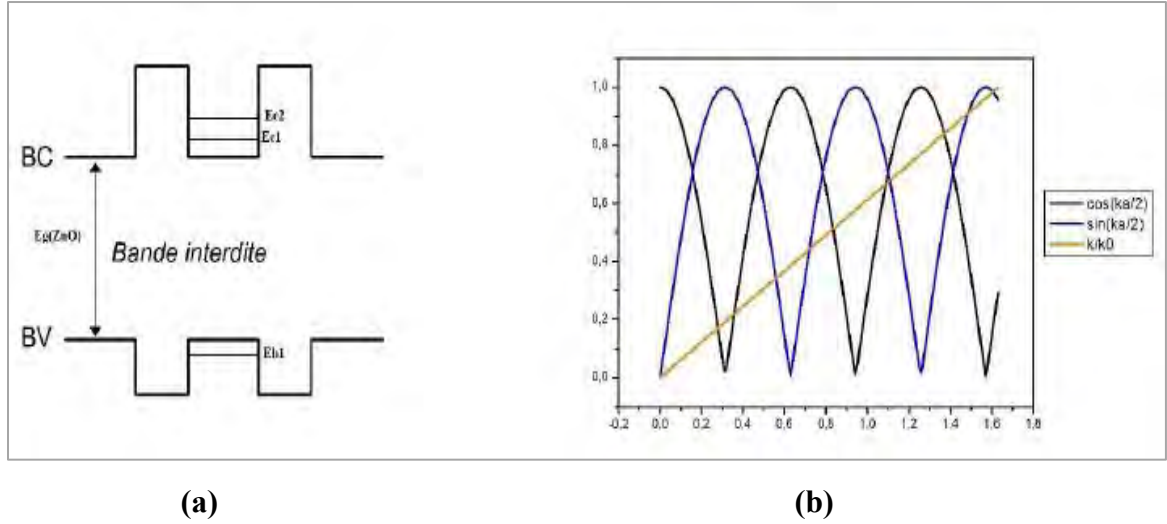 Ec2
Ec1
BC
Eg(ZnO)
Bande interdite
BV
Eh1
1,0
0,8
0,6
0,4
0,2
0,0
-0,2 0,0 0,2 0,4 0,6 0,8 1,0 1,2 1,4 1,6 1,8
cos(ka/2)
sin(ka/2)
k/k0
(a) (b)